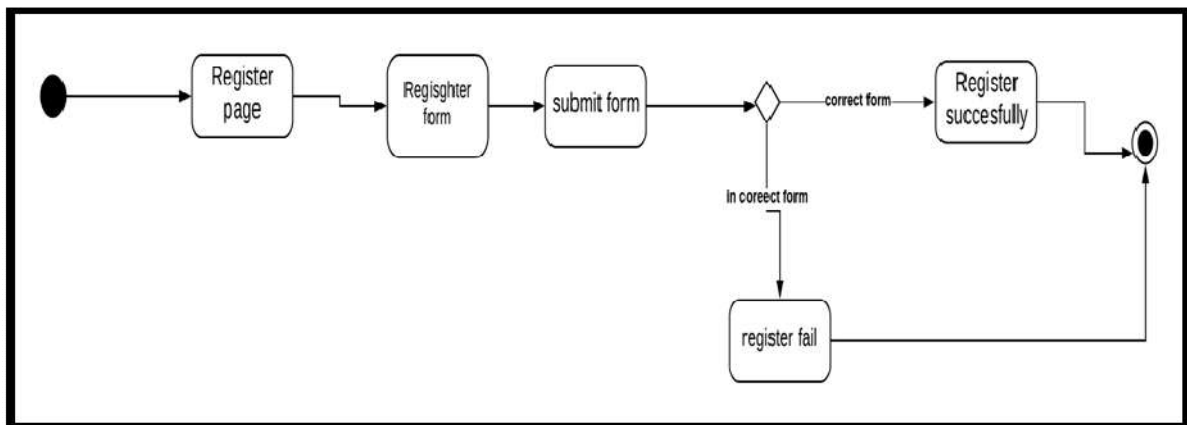 Register
page
Regisghter
form
submit form
correct form
Register
succesfully
In coreect form
register fail